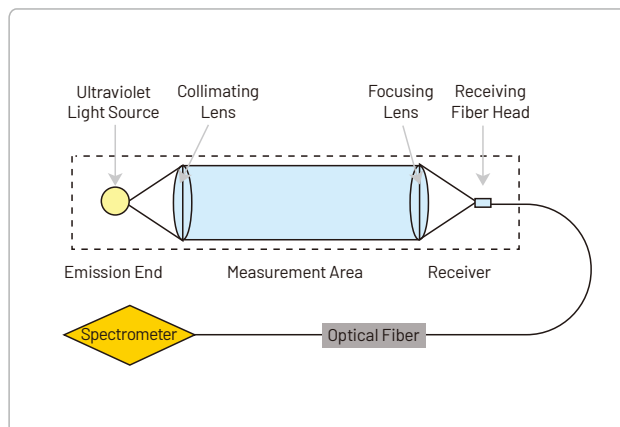 Ultraviolet
Light Source
Collimating
Lens
Focusing
Lens
Receiving
Fiber Head
Emission End
Measurement Area
Receiver
Spectrometer
Optical Fiber